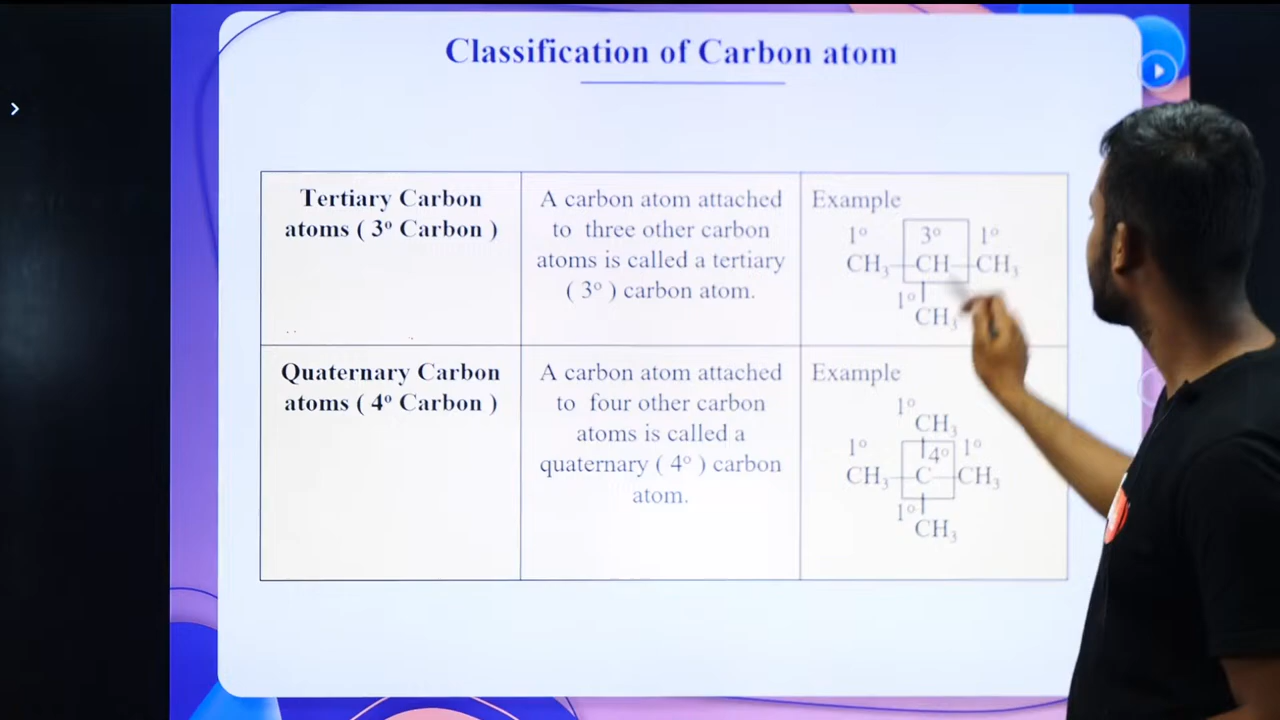 Classification of Carbon atom
Tertiary Carbon
atoms ( 3° Carbon )
A carbon atom attached
to three other carbon
atoms is called a tertiary
( 3° ) carbon atom.
Example
1° 3° 1°
CH₃—CH—CH₃
1°
CH₃
Quaternary Carbon
atoms ( 4° Carbon )
A carbon atom attached
to four other carbon
atoms is called a
quaternary ( 4° ) carbon
atom.
Example
1°
CH₃
1° 4° 1°
CH₃—C—CH₃
1°
CH₃